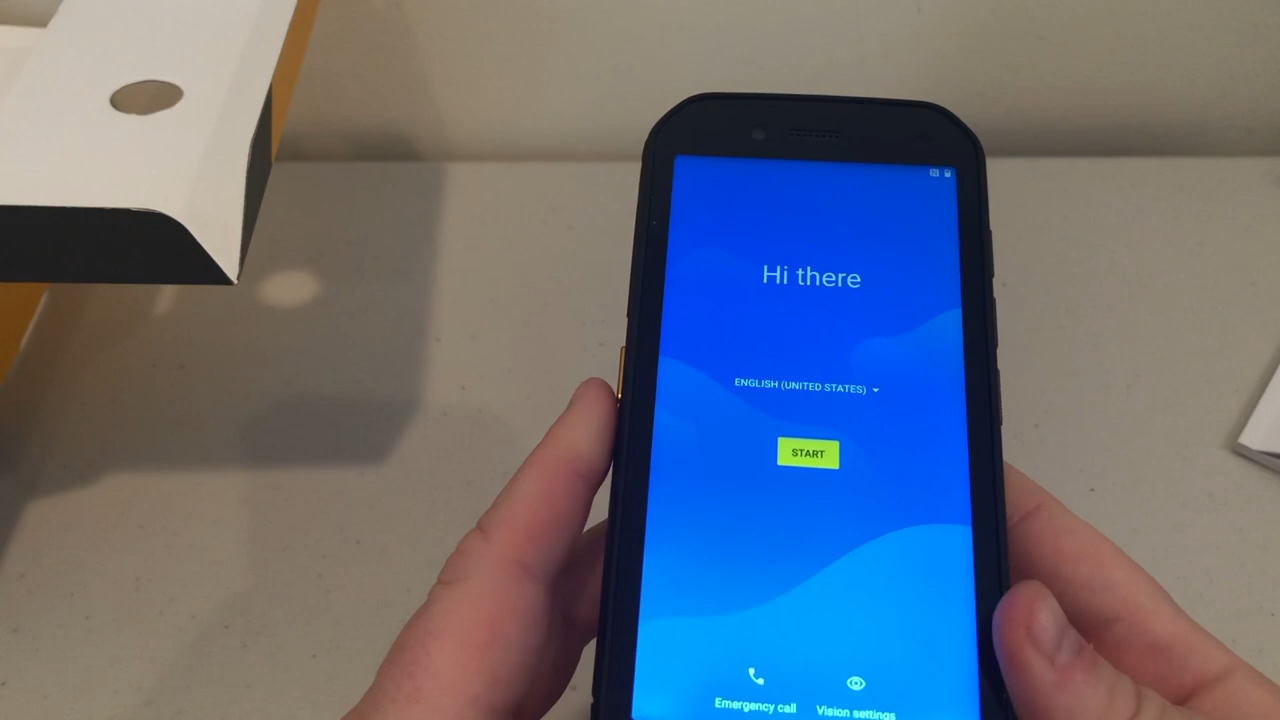 Hi there
ENGLISH (UNITED STATES)
START
Emergency call
Vision settings